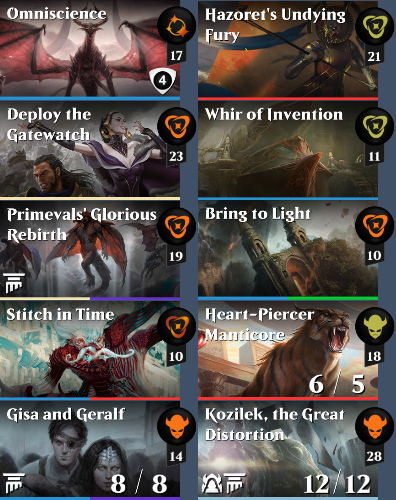 Omniscience
17
4
Hazoret's Undying
Fury
21
Deploy the
Gatewatch
23
Whir of Invention
11
Primevals' Glorious
Rebirth
19
Bring to Light
10
Stitch in Time
10
Heart-Piercer
Manticore
18
6 / 5
Gisa and Geralf
14
8 / 8
Kozilek, the Great
Distortion
28
12/12